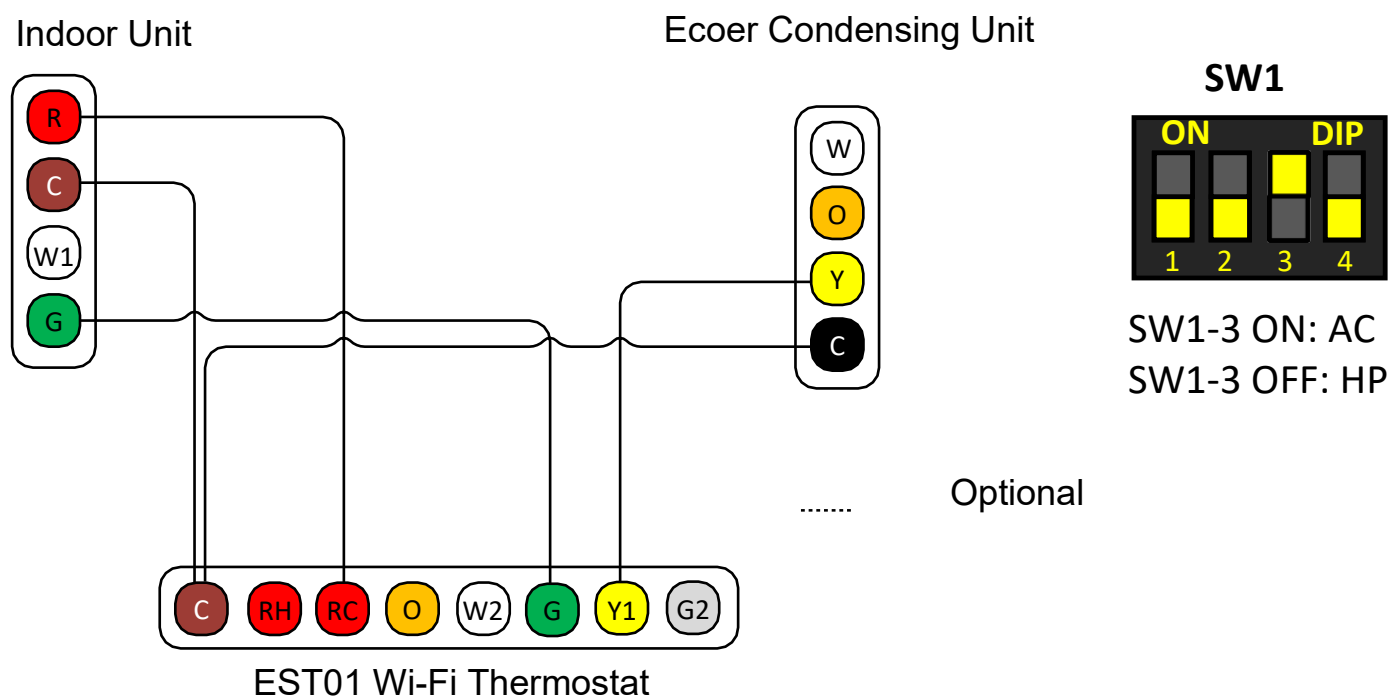 Indoor Unit
Ecoer Condensing Unit
SW1
R
C
W1
G
W
O
Y
C
ON DIP
1 2 3 4
SW1-3 ON: AC
SW1-3 OFF: HP
Optional
C RH RC O W2 G Y1 G2
EST01 Wi-Fi Thermostat